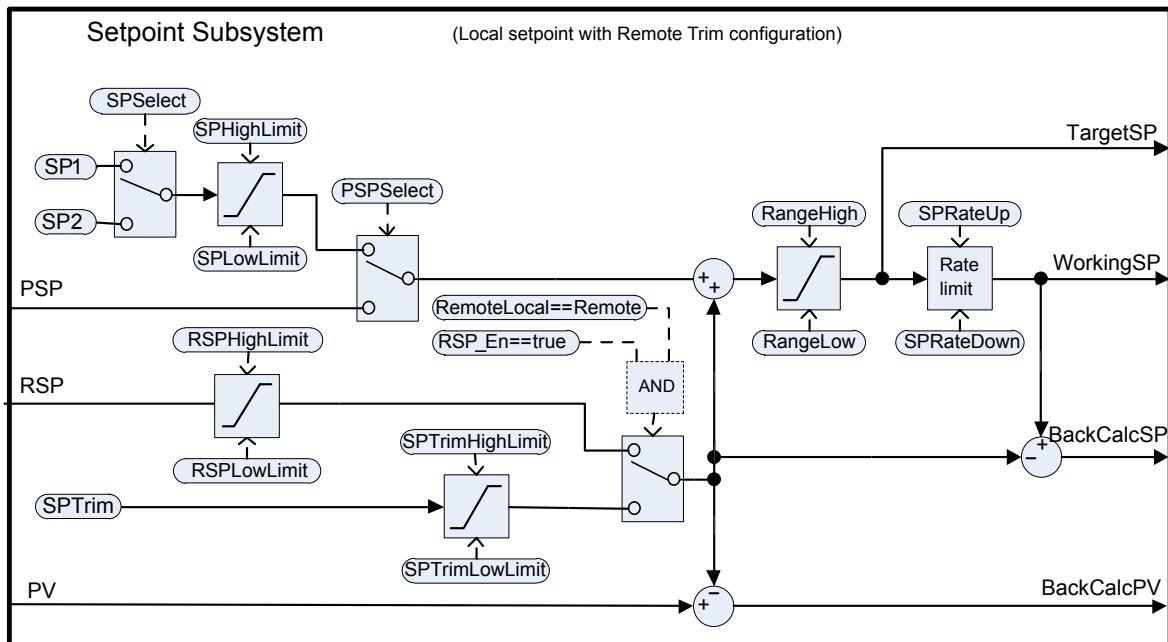 Setpoint Subsystem
(Local setpoint with Remote Trim configuration)
SPSelect
SPHighLimit
TargetSP
SP1
PSPSelect
RangeHigh
SPRateUp
SP2
SPLowLimit
Rate
limit
WorkingSP
PSP
+
+
RemoteLocal==Remote
RSP_En==true
RangeLow
SPRateDown
RSPHighLimit
RSP
AND
SPTrimHighLimit
BackCalcSP
+
-
RSPLowLimit
SPTrim
SPTrimLowLimit
PV
BackCalcPV
-
+